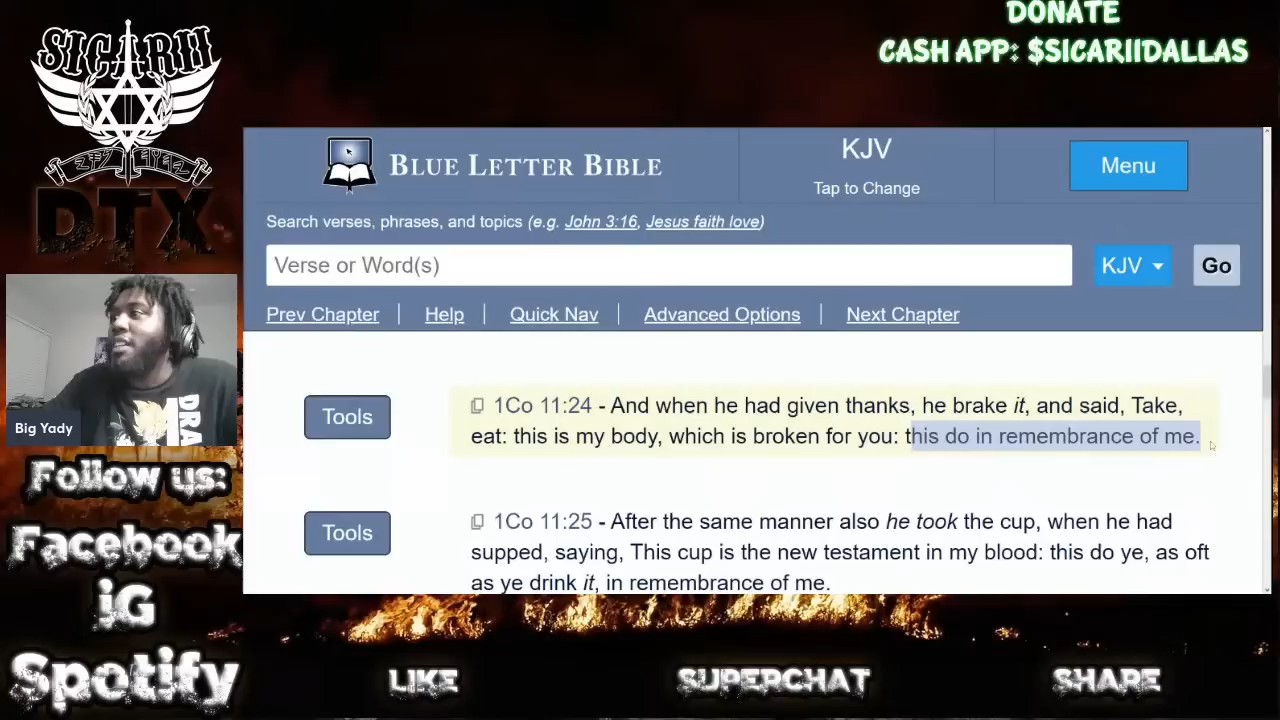 DONATE
CASH APP: $SICARIIDALLAS
SICARII
DTX
BLUE LETTER BIBLE
KJV
Tap to Change
Menu
Search verses, phrases, and topics (e.g. John 3:16, Jesus faith love)
Verse or Word(s)
KJV
Go
Prev Chapter
Help
Quick Nav
Advanced Options
Next Chapter
Tools
1Co 11:24 - And when he had given thanks, he brake it, and said, Take,
eat: this is my body, which is broken for you: this do in remembrance of me.
Tools
1Co 11:25 - After the same manner also he took the cup, when he had
supped, saying, This cup is the new testament in my blood: this do ye, as oft
as ye drink it, in remembrance of me.
DRA
Big Yady
Follow us:
Facebook
iG
Spotify
LIKE
SUPERCHAT
SHARE